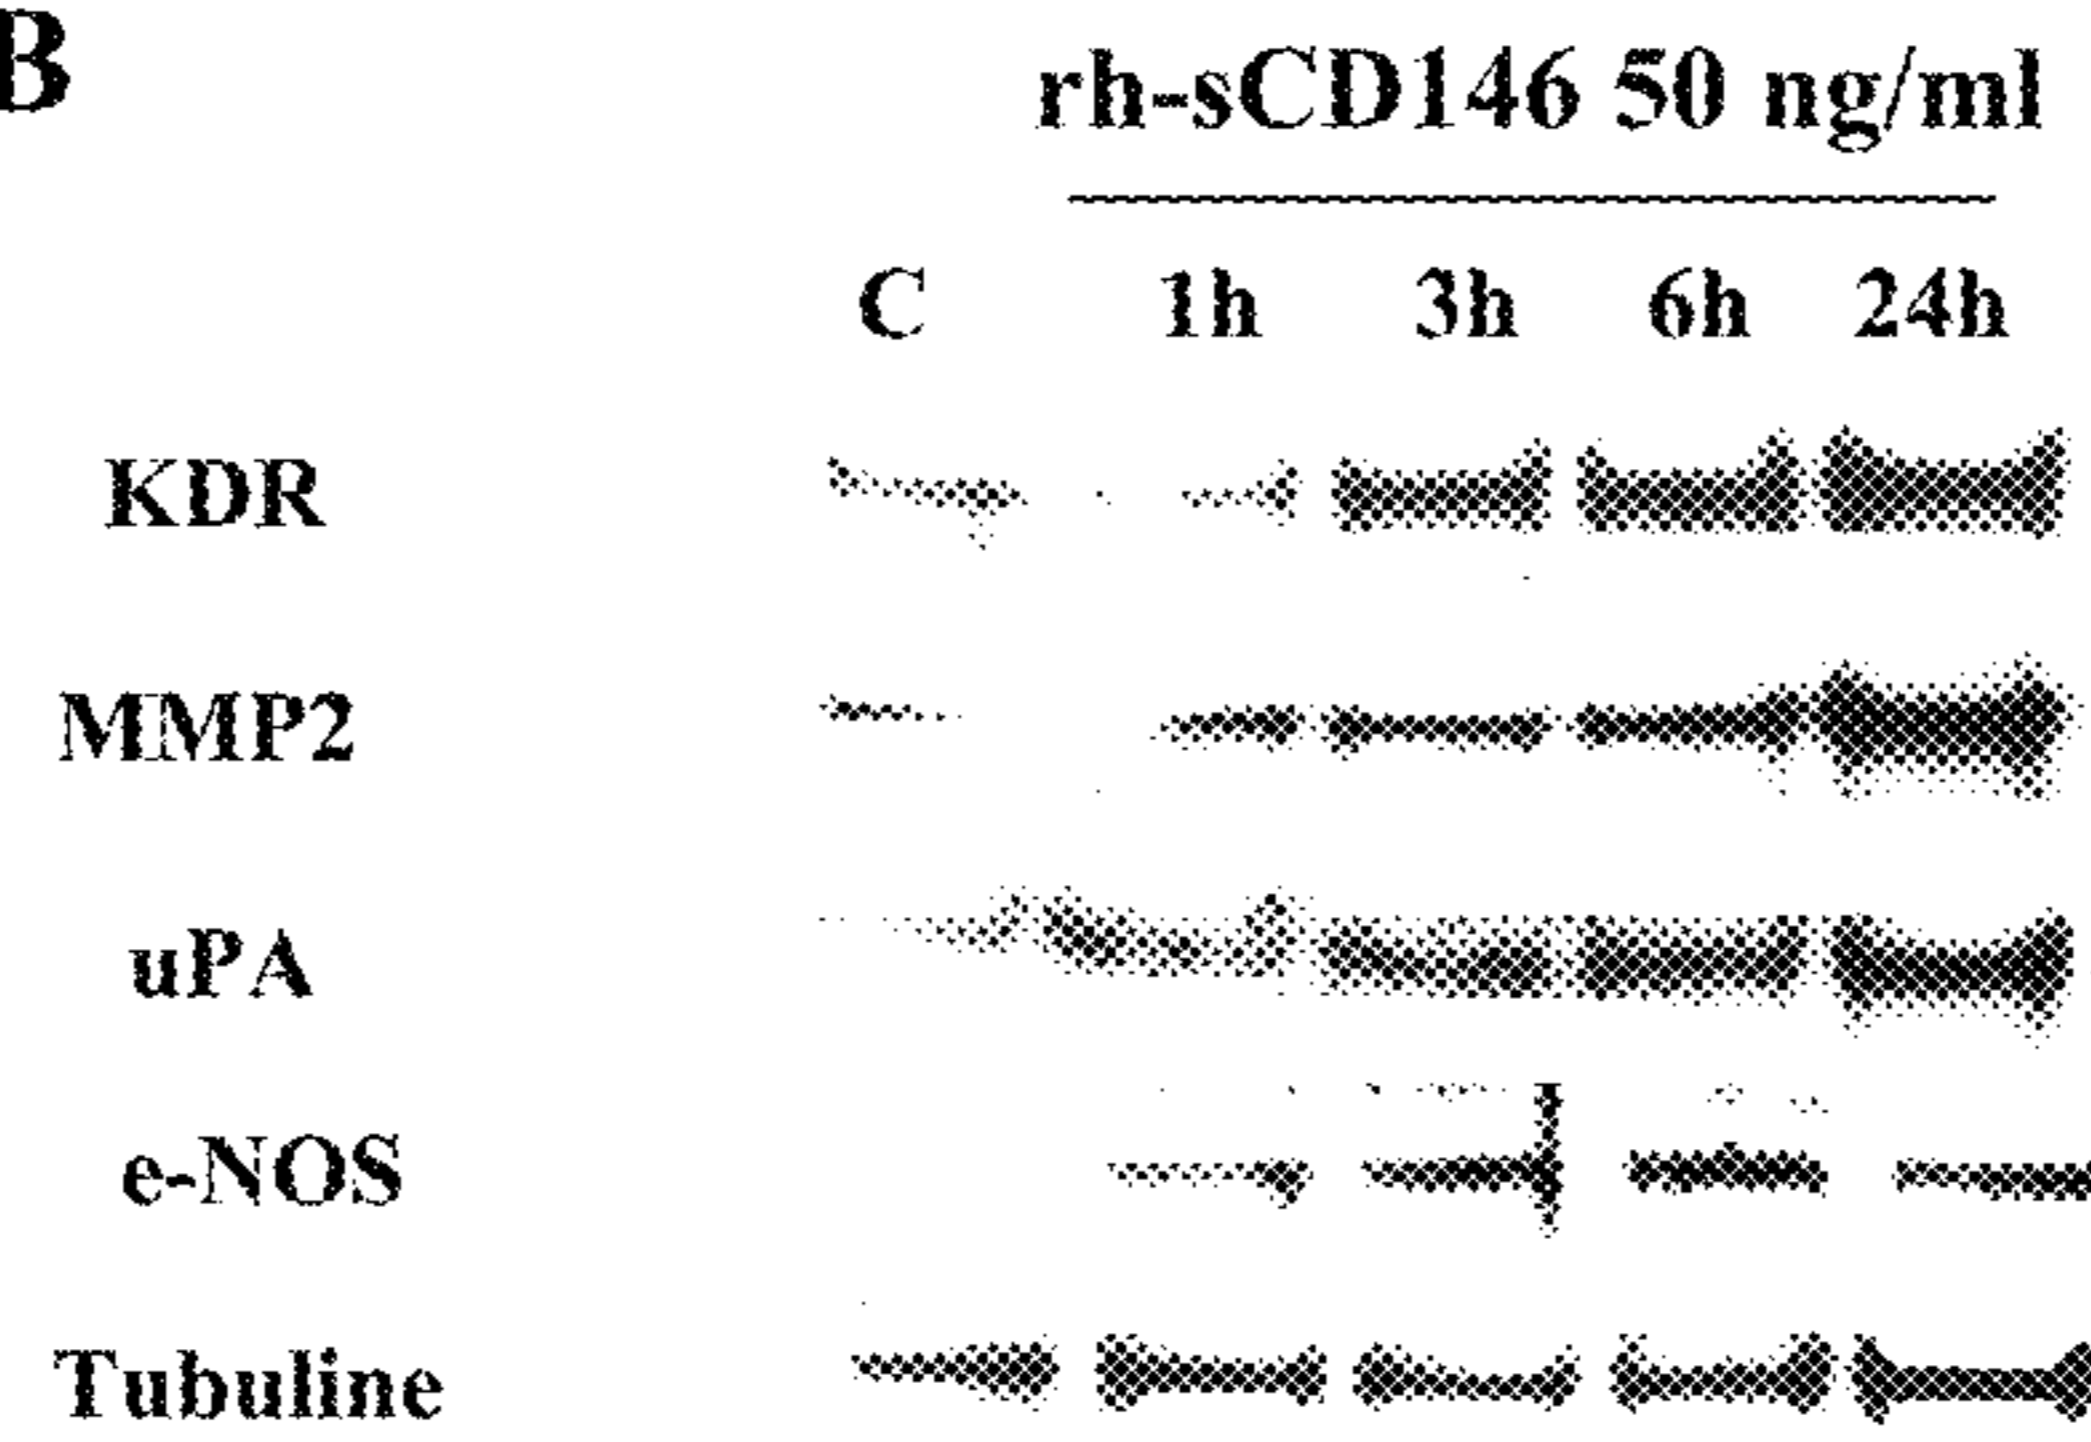 B
rh-sCD146 50 ng/ml
C 1h 3h 6h 24h
KDR
MMP2
uPA
e-NOS
Tubuline